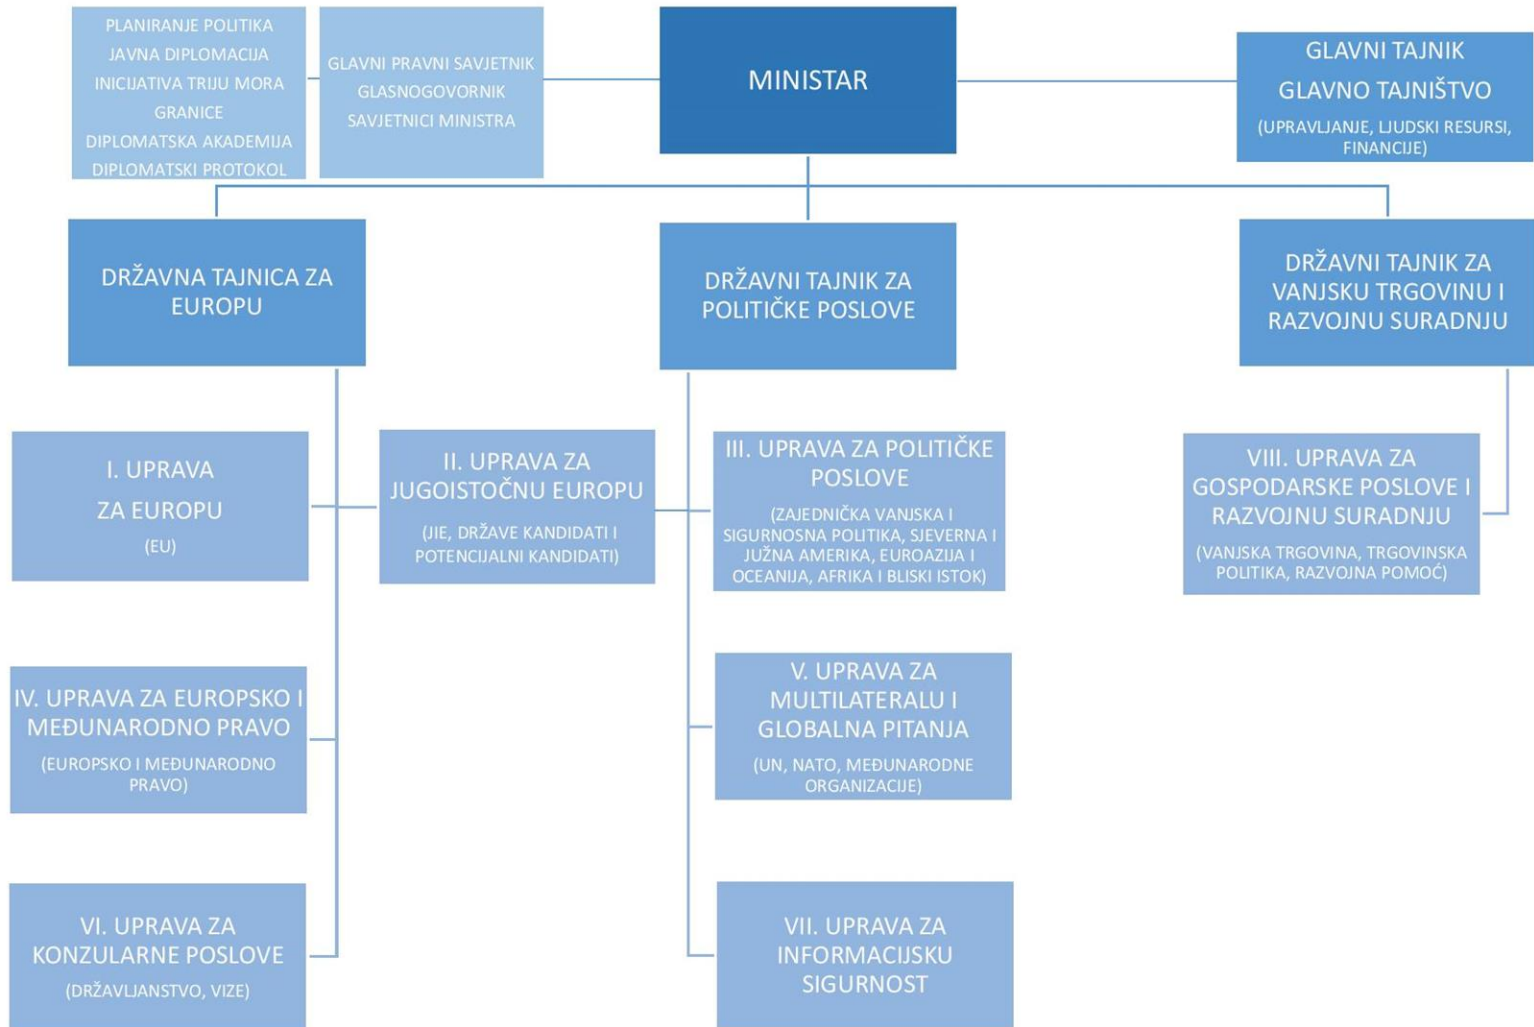 PLANIRANJE POLITIKA
JAVNA DIPLOMACIJA
INICIJATIVA TRIJU MORA
GRANICE
DIPLOMATSKA AKADEMIJA
DIPLOMATSKI PROTOKOL
GLAVNI PRAVNI SAVJETNIK
GLASNOGOVORNIK
SAVJETNICI MINISTRA
MINISTAR
GLAVNI TAJNIK
GLAVNO TAJNIŠTVO
(UPRAVLJANJE, LJUDSKI RESURSI,
FINANCIJE)
DRŽAVNA TAJNICA ZA
EUROPU
DRŽAVNI TAJNIK ZA
POLITIČKE POSLOVE
DRŽAVNI TAJNIK ZA
VANJSKU TRGOVINU I
RAZVOJNU SURADNJU
I. UPRAVA
ZA EUROPU
(EU)
II. UPRAVA ZA
JUGOISTOČNU EUROPU
(JIE, DRŽAVE KANDIDATI I
POTENCIJALNI KANDIDATI)
III. UPRAVA ZA POLITIČKE
POSLOVE
(ZAJEDNIČKA VANJSKA I
SIGURNOSNA POLITIKA, SJEVERNA I
JUŽNA AMERIKA, EUROAZIJA I
OCEANIJA, AFRIKA I BLISKI ISTOK)
VIII. UPRAVA ZA
GOSPODARSKE POSLOVE I
RAZVOJNU SURADNJU
(VANJSKA TRGOVINA, TRGOVINSKA
POLITIKA, RAZVOJNA POMOĆ)
IV. UPRAVA ZA EUROPSKO I
MEĐUNARODNO PRAVO
(EUROPSKO I MEĐUNARODNO
PRAVO)
V. UPRAVA ZA
MULTILATERALU I
GLOBALNA PITANJA
(UN, NATO, MEĐUNARODNE
ORGANIZACIJE)
VI. UPRAVA ZA
KONZULARNE POSLOVE
(DRŽAVLJANSTVO, VIZE)
VII. UPRAVA ZA
INFORMACIJSKU
SIGURNOST